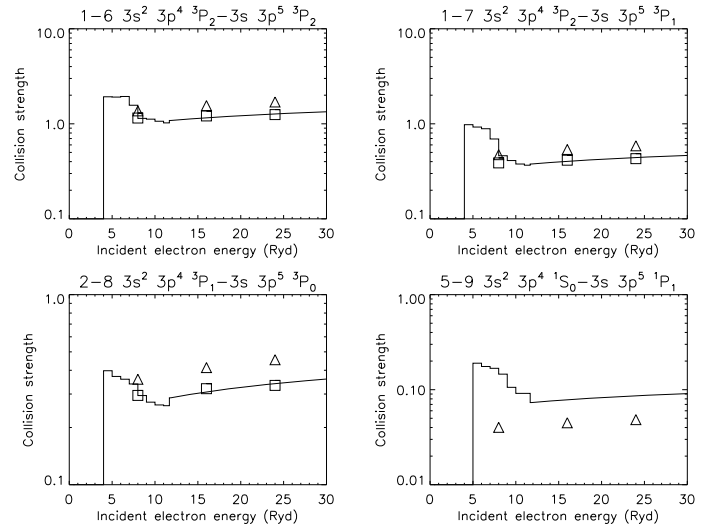 1–6 3s² 3p⁴ ³P₂–3s 3p⁵ ³P₂
10.0
1.0
0.1
Collision strength
0 5 10 15 20 25 30
Incident electron energy (Ryd)
1–7 3s² 3p⁴ ³P₂–3s 3p⁵ ³P₁
10.0
1.0
0.1
Collision strength
0 5 10 15 20 25 30
Incident electron energy (Ryd)
2–8 3s² 3p⁴ ³P₁–3s 3p⁵ ³P₀
1.0
0.1
Collision strength
0 5 10 15 20 25 30
Incident electron energy (Ryd)
5–9 3s² 3p⁴ ¹S₀–3s 3p⁵ ¹P₁
1.00
0.10
0.01
Collision strength
0 5 10 15 20 25 30
Incident electron energy (Ryd)